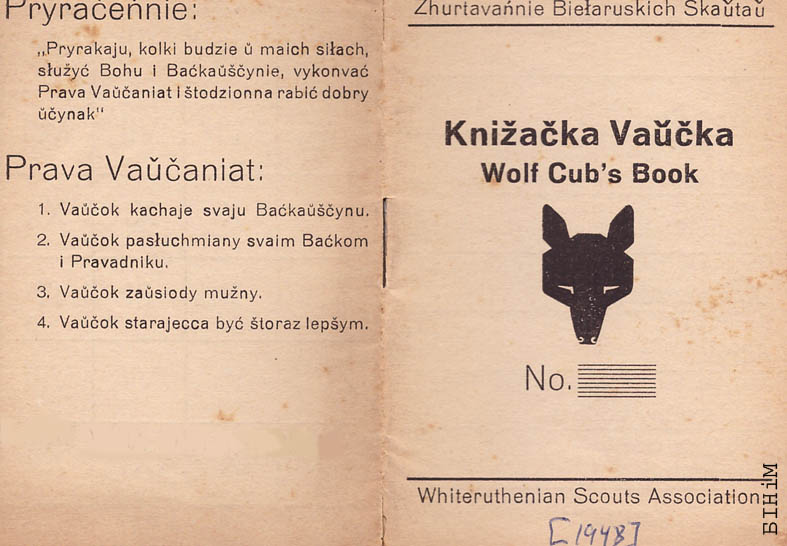 Pryračeńnie:
„Pryrakaju, kolki budzie ŭ maich siłach,
służyć Bohu i Baćkaŭščynie, vykonvać
Prava Vaŭčaniat i štodzionna rabić dobry
ŭčynak“
Prava Vaŭčaniat:
1. Vaŭčok kachaje svaju Baćkaŭščynu.
2. Vaŭčok pasłuchmiany svaim Baćkom
i Pravadniku.
3. Vaŭčok zaŭsiody mužny.
4. Vaŭčok starajecca być štoraz lepšym.
Zhurtavańnie Biełaruskich Skaŭtaŭ
Knižačka Vaŭčka
Wolf Cub's Book
No.
Whiteruthenian Scouts Association
[1948]
БІНіМ